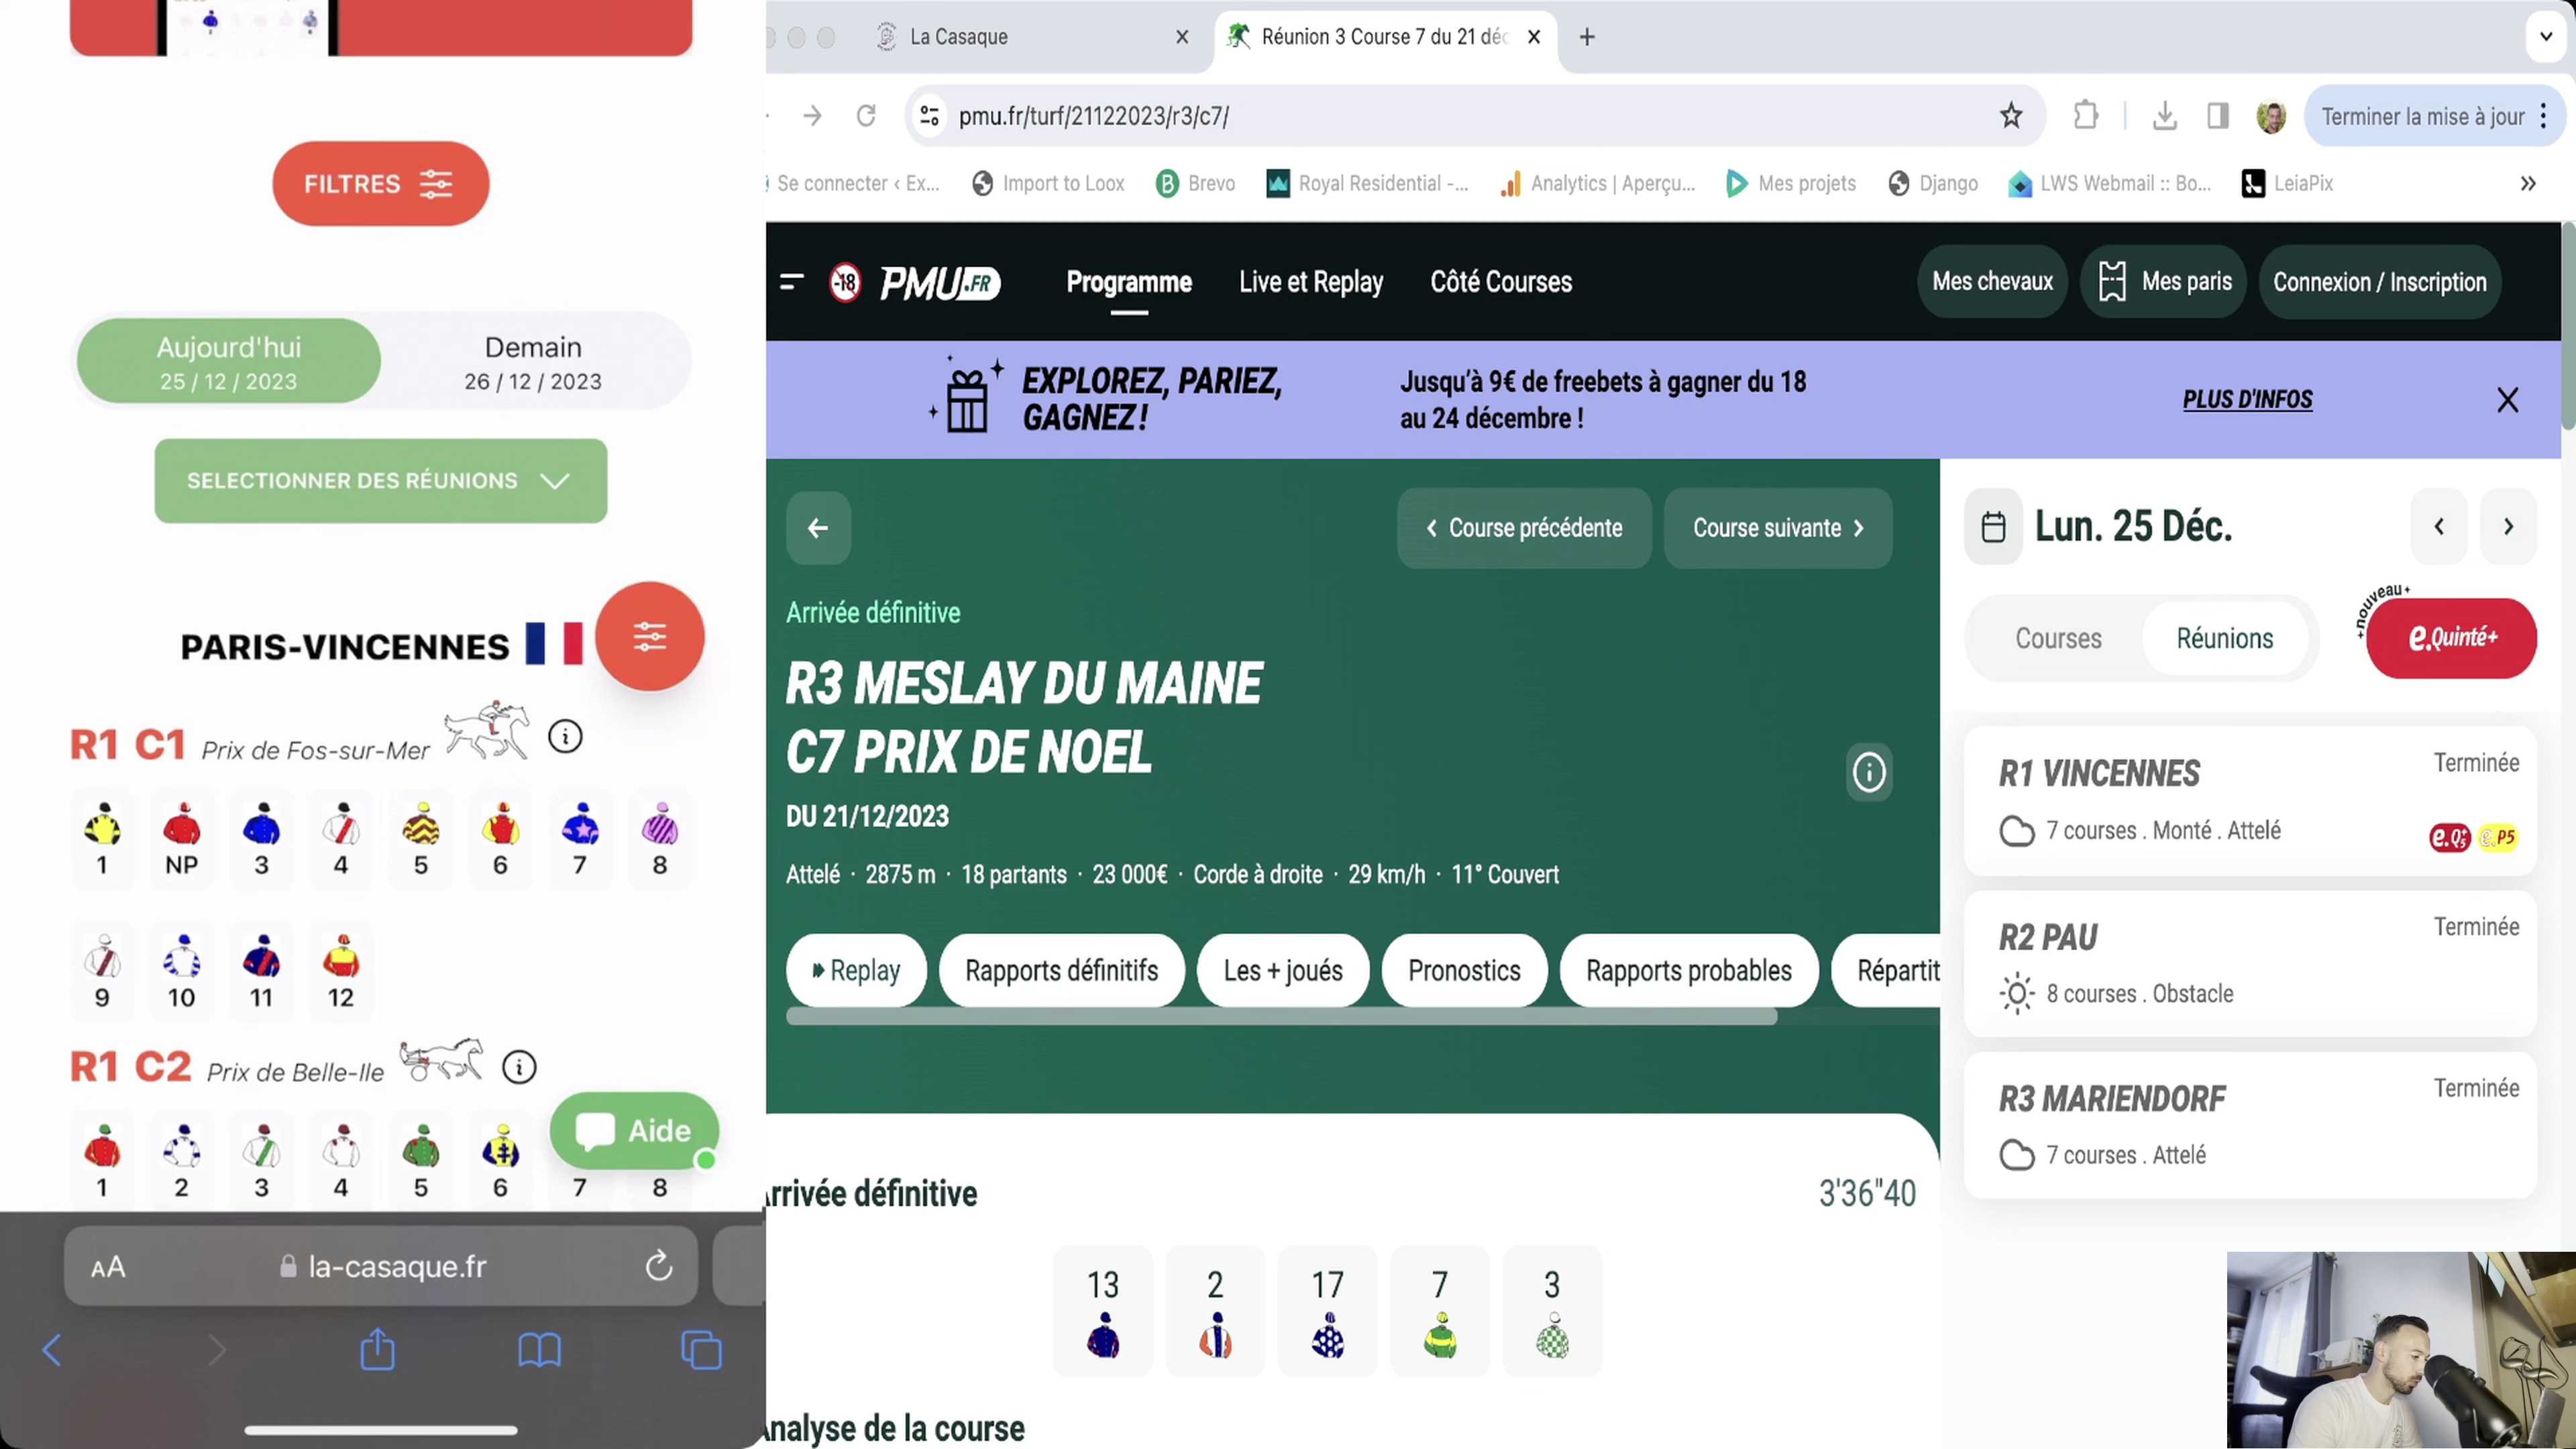 FILTRES
Aujourd'hui
25 / 12 / 2023
Demain
26 / 12 / 2023
SELECTIONNER DES RÉUNIONS
PARIS-VINCENNES
R1 C1 Prix de Fos-sur-Mer
1 NP 3 4 5 6 7 8
9 10 11 12
R1 C2 Prix de Belle-Ile
1 2 3 4 5 6 7 8
Aide
AA la-casaque.fr
La Casaque
Réunion 3 Course 7 du 21 déc
pmu.fr/turf/21122023/r3/c7/
Terminer la mise à jour
Se connecter ‹ Ex...
Import to Loox
Brevo
Royal Residential -...
Analytics | Aperçu...
Mes projets
Django
LWS Webmail :: Bo...
LeiaPix
-18
PMU.FR
Programme
Live et Replay
Côté Courses
Mes chevaux
Mes paris
Connexion / Inscription
EXPLOREZ, PARIEZ,
GAGNEZ !
Jusqu'à 9€ de freebets à gagner du 18
au 24 décembre !
PLUS D'INFOS
Course précédente
Course suivante
Arrivée définitive
R3 MESLAY DU MAINE
C7 PRIX DE NOEL
DU 21/12/2023
Attelé · 2875 m · 18 partants · 23 000€ · Corde à droite · 29 km/h · 11° Couvert
Replay
Rapports définitifs
Les + joués
Pronostics
Rapports probables
Répartit
rrivée définitive
3'36"40
13 2 17 7 3
nalyse de la course
Lun. 25 Déc.
Courses
Réunions
+nouveau+
e.Quinté+
R1 VINCENNES
Terminée
7 courses . Monté . Attelé
e.Q+5 e.P5
R2 PAU
Terminée
8 courses . Obstacle
R3 MARIENDORF
Terminée
7 courses . Attelé